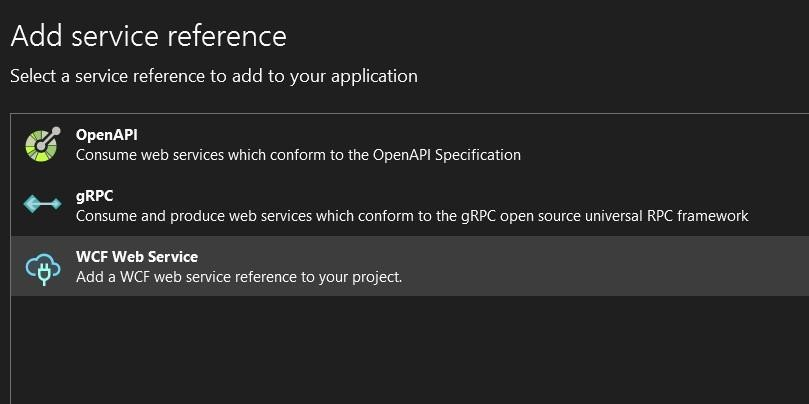 Add service reference
Select a service reference to add to your application
OpenAPI
Consume web services which conform to the OpenAPI Specification
gRPC
Consume and produce web services which conform to the gRPC open source universal RPC framework
WCF Web Service
Add a WCF web service reference to your project.